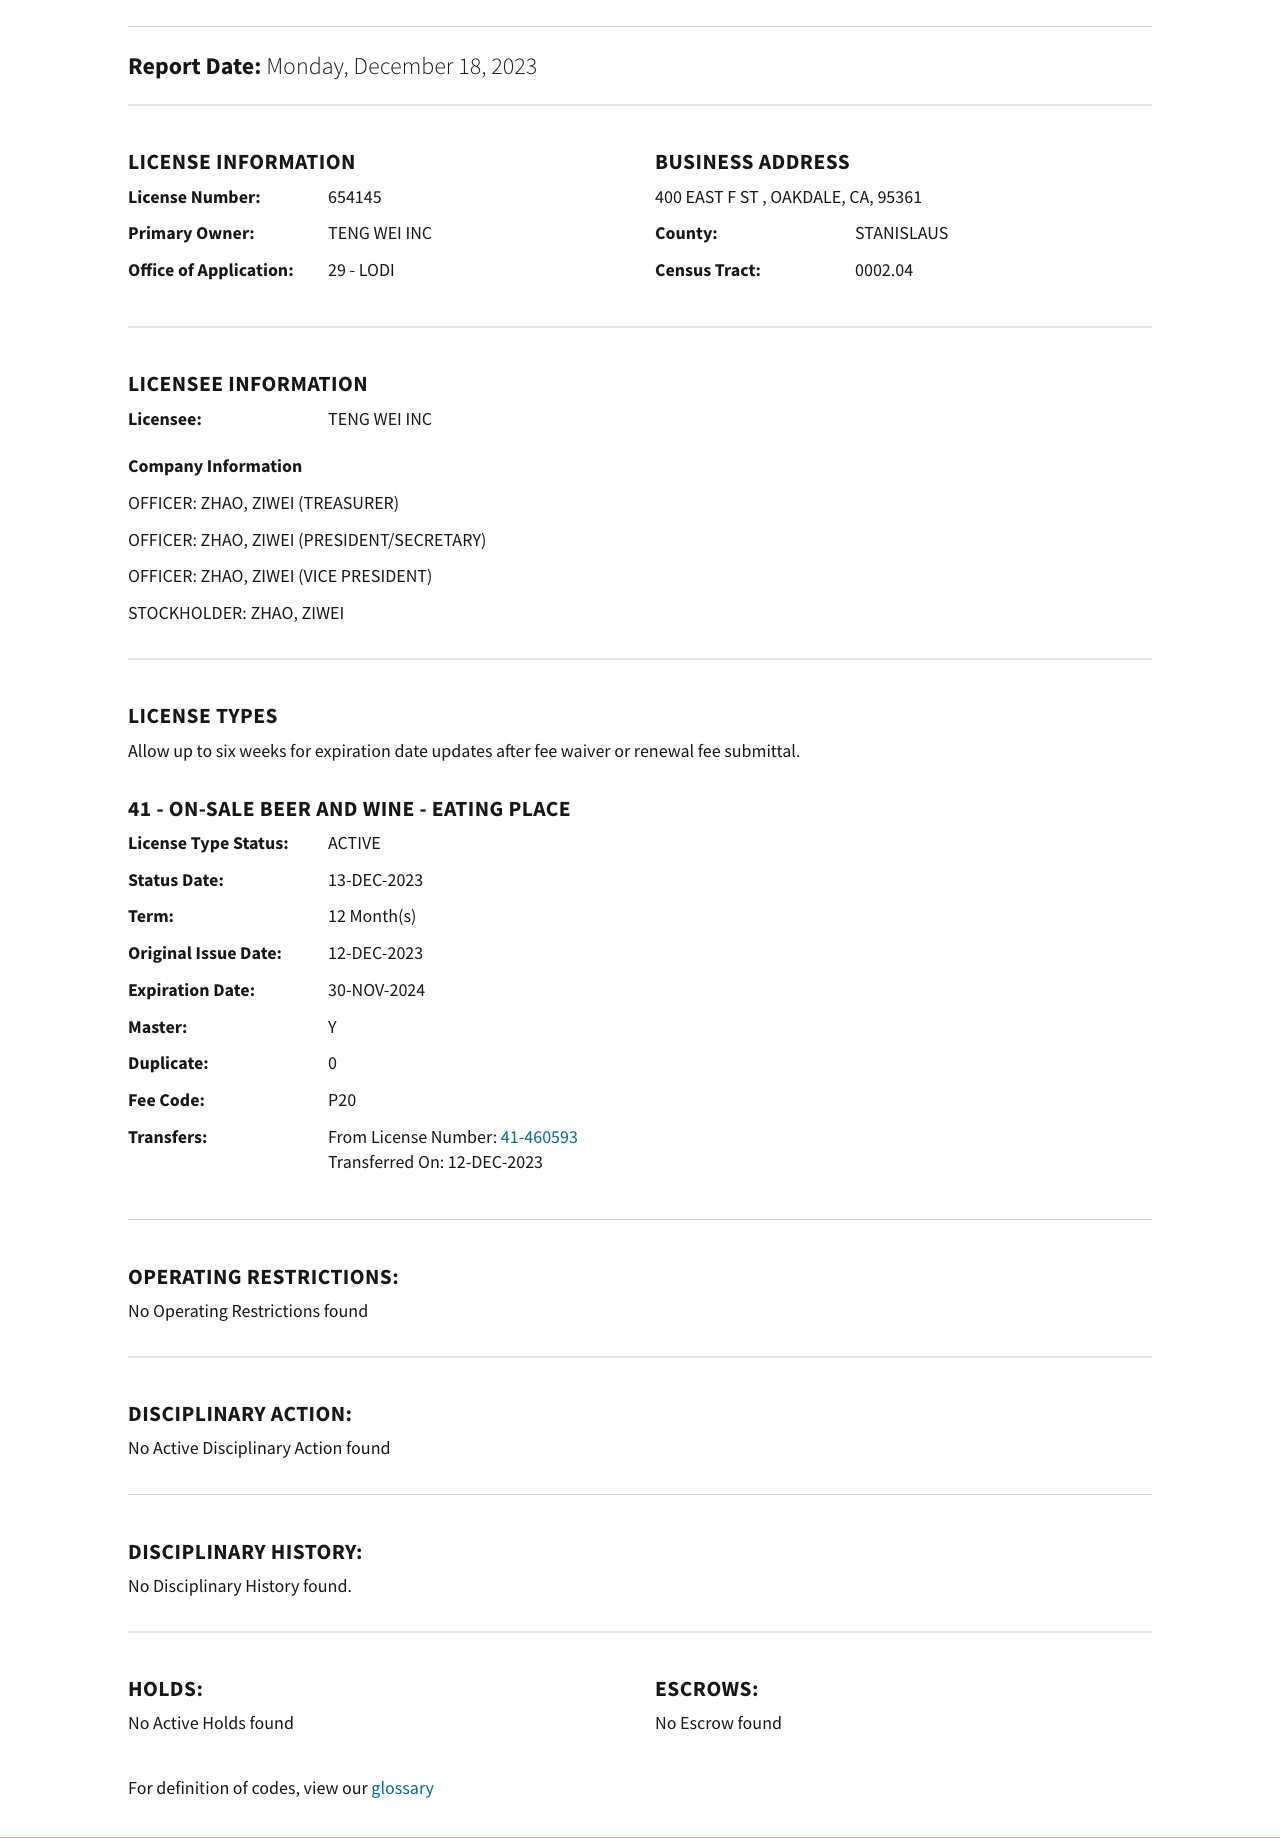 Report Date: Monday, December 18, 2023
LICENSE INFORMATION
License Number: 654145
Primary Owner: TENG WEI INC
Office of Application: 29 - LODI
BUSINESS ADDRESS
400 EAST F ST , OAKDALE, CA, 95361
County: STANISLAUS
Census Tract: 0002.04
LICENSEE INFORMATION
Licensee: TENG WEI INC
Company Information
OFFICER: ZHAO, ZIWEI (TREASURER)
OFFICER: ZHAO, ZIWEI (PRESIDENT/SECRETARY)
OFFICER: ZHAO, ZIWEI (VICE PRESIDENT)
STOCKHOLDER: ZHAO, ZIWEI
LICENSE TYPES
Allow up to six weeks for expiration date updates after fee waiver or renewal fee submittal.
41 - ON-SALE BEER AND WINE - EATING PLACE
License Type Status: ACTIVE
Status Date: 13-DEC-2023
Term: 12 Month(s)
Original Issue Date: 12-DEC-2023
Expiration Date: 30-NOV-2024
Master: Y
Duplicate: 0
Fee Code: P20
Transfers: From License Number: 41-460593
Transferred On: 12-DEC-2023
OPERATING RESTRICTIONS:
No Operating Restrictions found
DISCIPLINARY ACTION:
No Active Disciplinary Action found
DISCIPLINARY HISTORY:
No Disciplinary History found.
HOLDS:
No Active Holds found
ESCROWS:
No Escrow found
For definition of codes, view our glossary